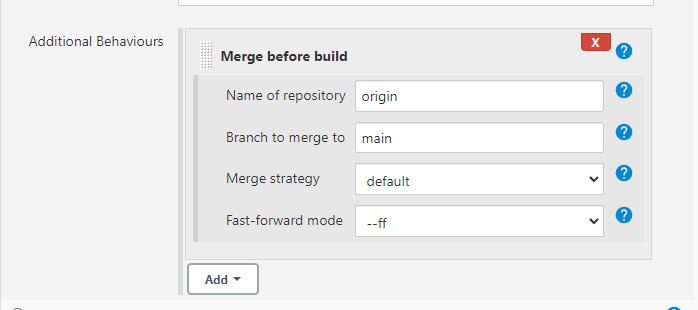 Additional Behaviours
X
?
Merge before build
Name of repository origin ?
Branch to merge to main ?
Merge strategy default ?
Fast-forward mode --ff ?
Add